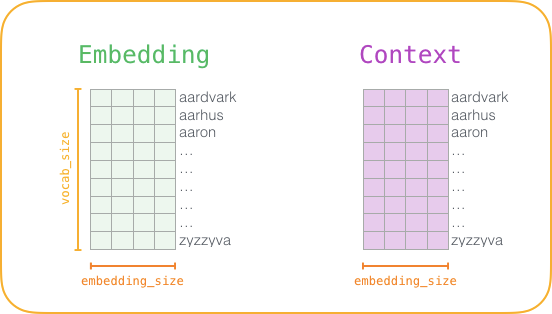 Embedding
Context
vocab_size
aardvark
aarhus
aaron
...
...
...
...
...
zyzzyva
embedding_size
aardvark
aarhus
aaron
...
...
...
...
...
zyzzyva
embedding_size